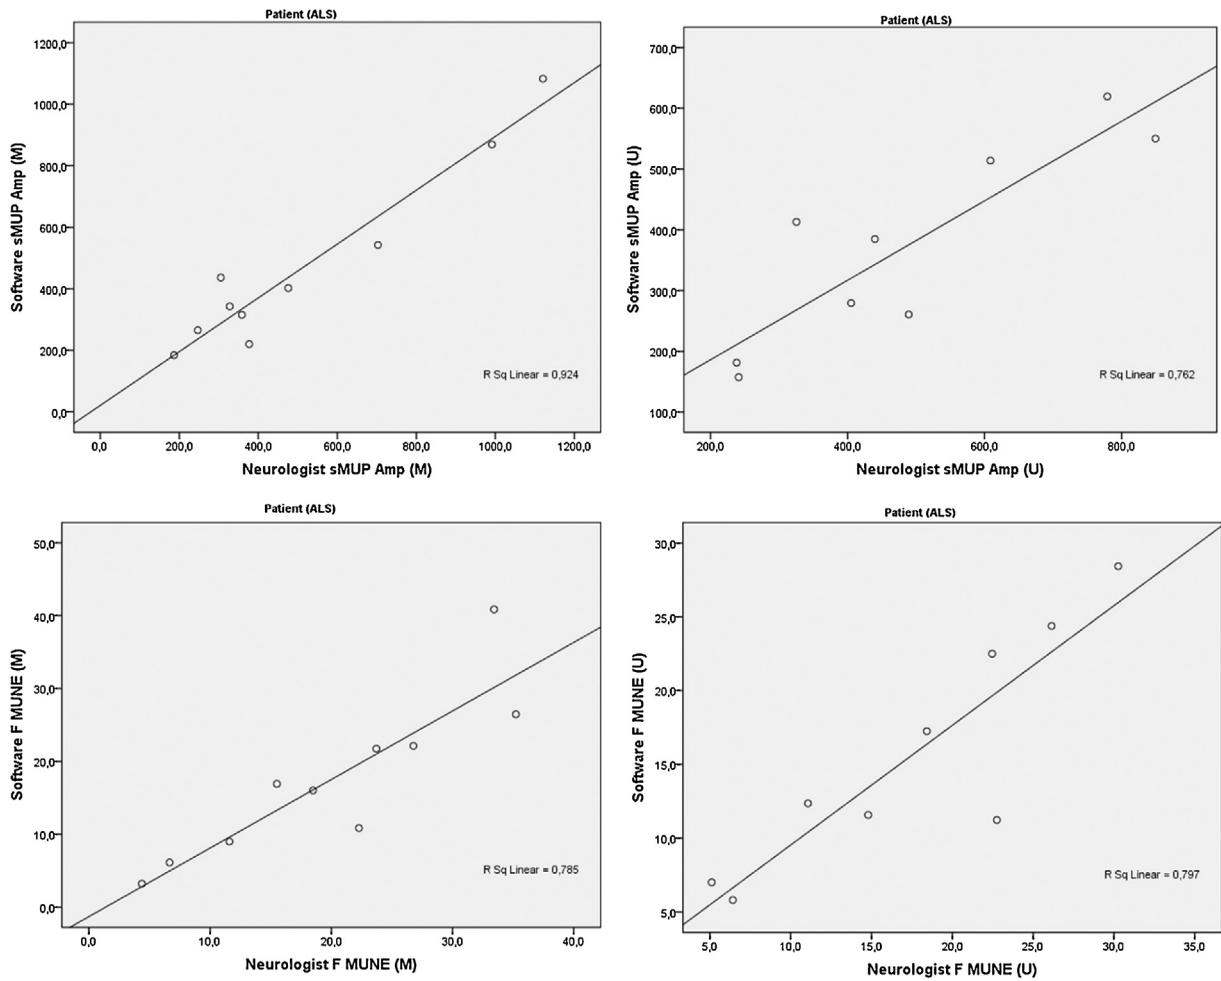 Patient (ALS)
1200,0
1000,0
800,0
600,0
400,0
200,0
0,0
Software sMUP Amp (M)
R Sq Linear = 0,924
0,0 200,0 400,0 600,0 800,0 1000,0 1200,0
Neurologist sMUP Amp (M)
Patient (ALS)
700,0
600,0
500,0
400,0
300,0
200,0
100,0
Software sMUP Amp (U)
R Sq Linear = 0,762
200,0 400,0 600,0 800,0
Neurologist sMUP Amp (U)
Patient (ALS)
50,0
40,0
30,0
20,0
10,0
0,0
Software F MUNE (M)
R Sq Linear = 0,785
0,0 10,0 20,0 30,0 40,0
Neurologist F MUNE (M)
Patient (ALS)
30,0
25,0
20,0
15,0
10,0
5,0
Software F MUNE (U)
R Sq Linear = 0,797
5,0 10,0 15,0 20,0 25,0 30,0 35,0
Neurologist F MUNE (U)